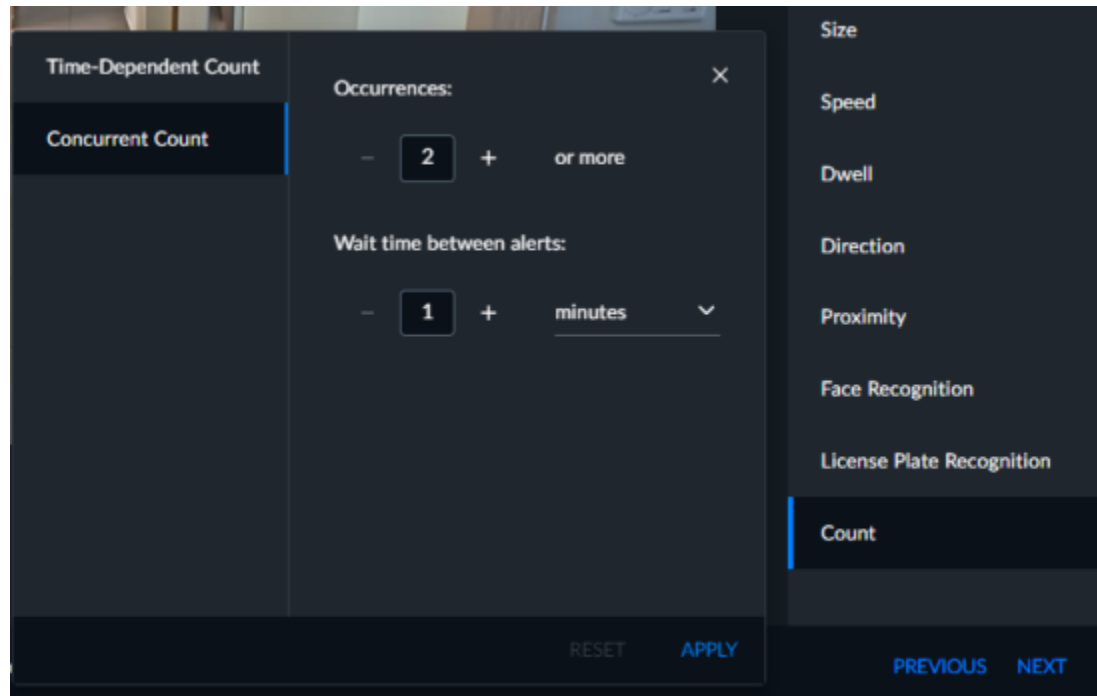 Time-Dependent Count
Concurrent Count
Occurrences:
2 or more
Wait time between alerts:
1 minutes
RESET APPLY
Size
Speed
Dwell
Direction
Proximity
Face Recognition
License Plate Recognition
Count
PREVIOUS NEXT